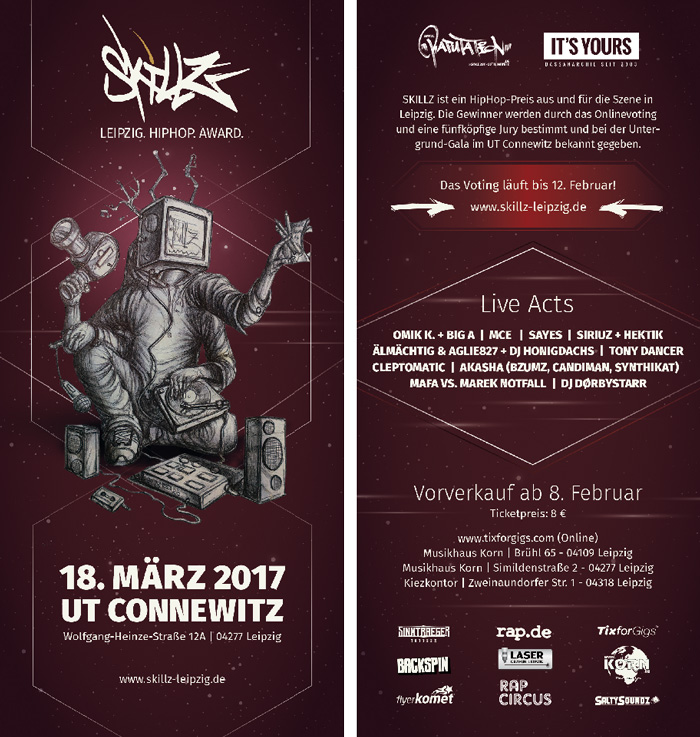 SKILLZ
LEIPZIG. HIPHOP. AWARD.
18. MÄRZ 2017
UT CONNEWITZ
Wolfgang-Heinze-Straße 12A | 04277 Leipzig
www.skillz-leipzig.de
IT'S YOURS
SKILLZ ist ein HipHop-Preis aus und für die Szene in
Leipzig. Die Gewinner werden durch das Onlinevoting
und eine fünfköpfige Jury bestimmt und bei der Unter-
grund-Gala im UT Connewitz bekannt gegeben.
Das Voting läuft bis 12. Februar!
www.skillz-leipzig.de
Live Acts
OMIK K. + BIG A | MCE | SAYES | SIRIUZ + HEKTIK
ÄLMÄCHTIG & AGLIE827 + DJ HONIGDACHS | TONY DANCER
CLEPTOMATIC | AKASHA (BZUMZ, CANDIMAN, SYNTHIKAT)
MAFA VS. MAREK NOTFALL | DJ DØRBYSTARR
Vorverkauf ab 8. Februar
Ticketpreis: 8 €
www.tixforgigs.com (Online)
Musikhaus Korn | Brühl 65 - 04109 Leipzig
Musikhaus Korn | Simildenstraße 2 - 04277 Leipzig
Kiezkontor | Zweinaundorfer Str. 1 - 04318 Leipzig
SINNTRAEGER rap.de TixforGigs
BACKSPIN LASER KORN
flyerkomet RAP CIRCUS SALTYSOUNDZ